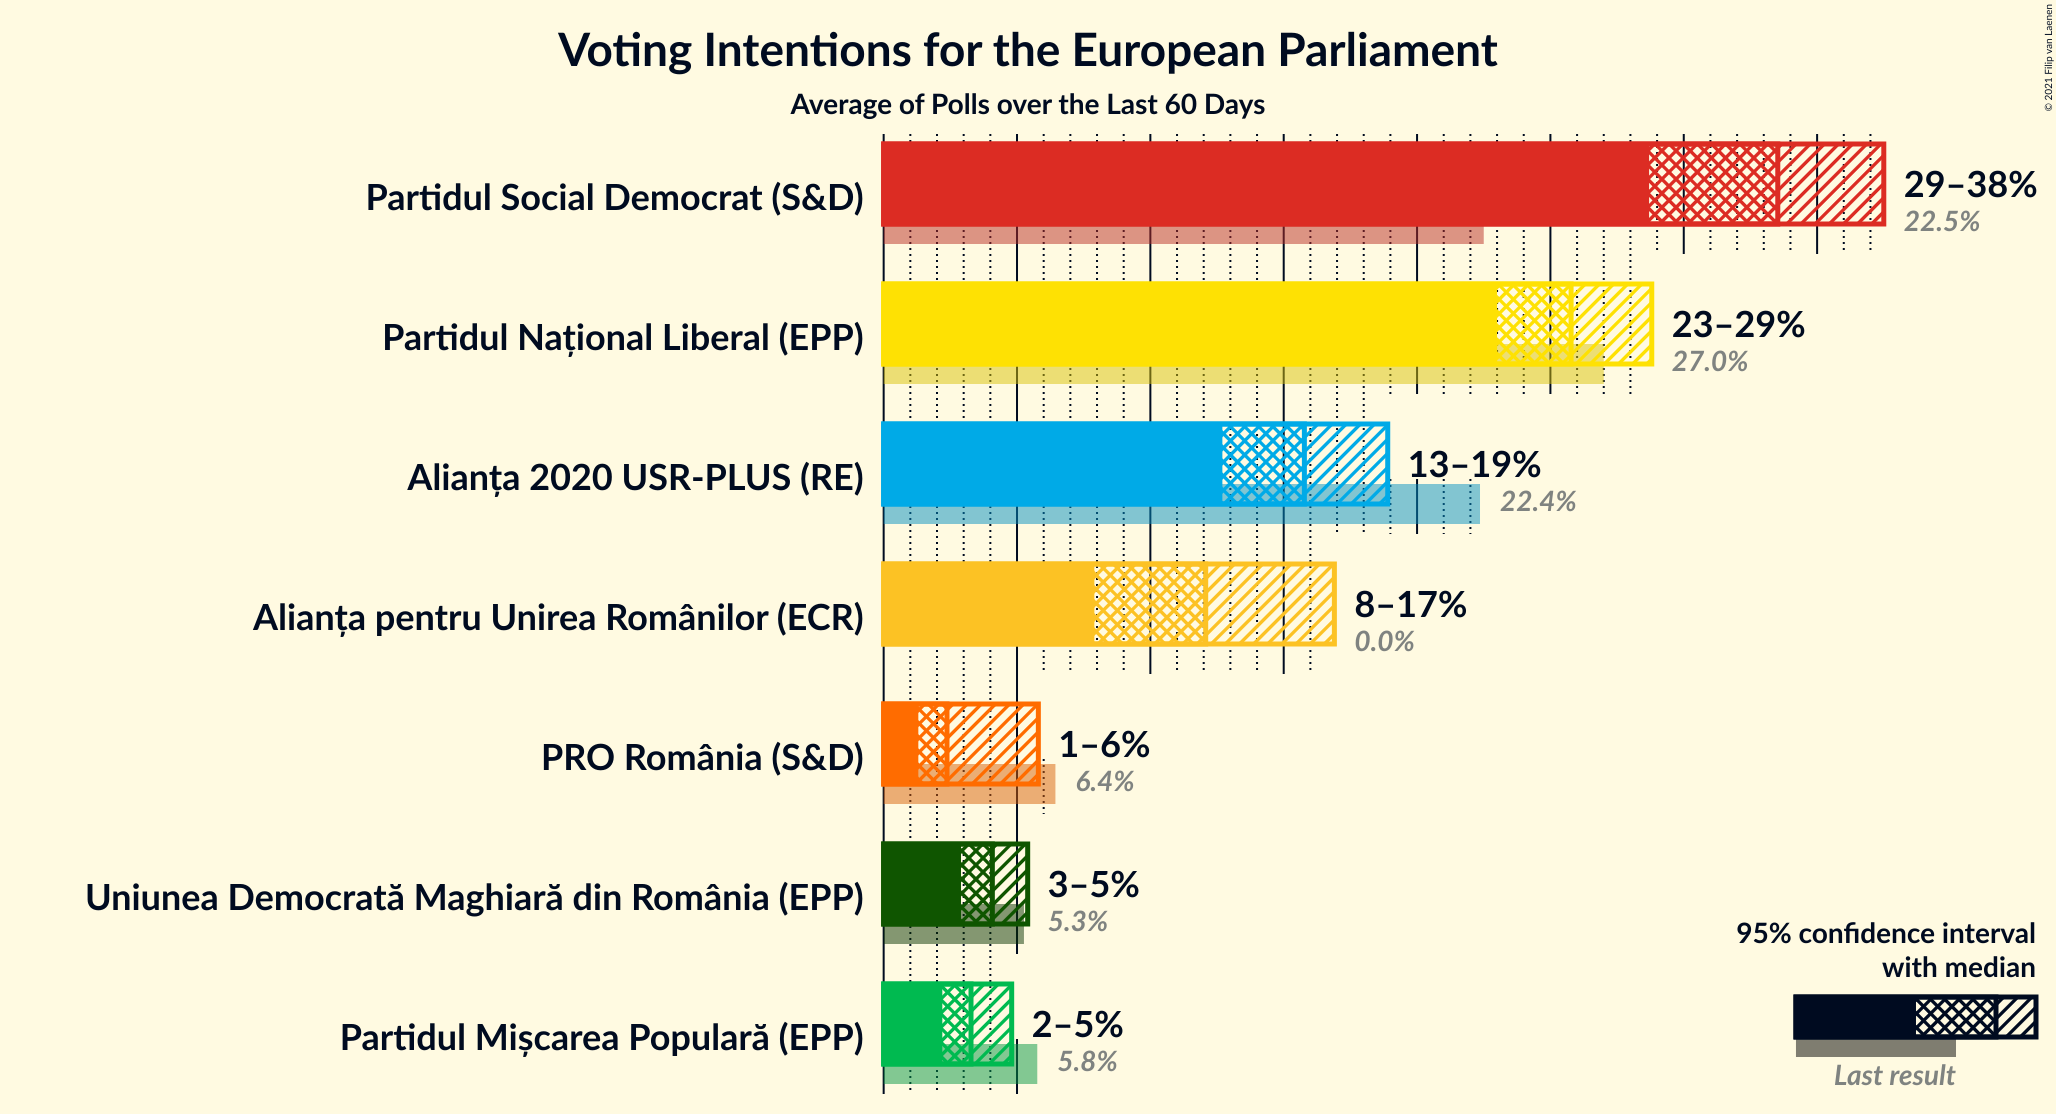 Voting Intentions for the European Parliament
Average of Polls over the Last 60 Days
© 2021 Filip van Laenen
Partidul Social Democrat (S&D)
29–38%
22.5%
Partidul Național Liberal (EPP)
23–29%
27.0%
Alianța 2020 USR-PLUS (RE)
13–19%
22.4%
Alianța pentru Unirea Românilor (ECR)
8–17%
0.0%
PRO România (S&D)
1–6%
6.4%
Uniunea Democrată Maghiară din România (EPP)
3–5%
5.3%
Partidul Mișcarea Populară (EPP)
2–5%
5.8%
95% confidence interval
with median
Last result